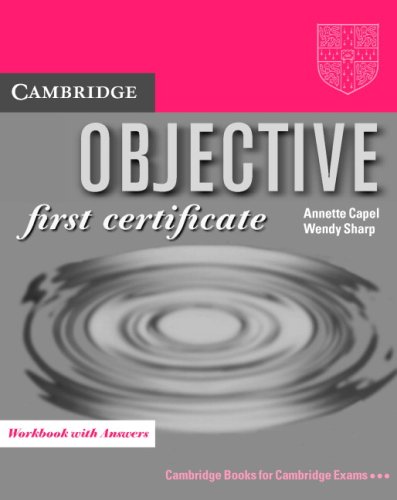 CAMBRIDGE
OBJECTIVE
first certificate
Annette Capel
Wendy Sharp
Workbook with Answers
Cambridge Books for Cambridge Exams •••